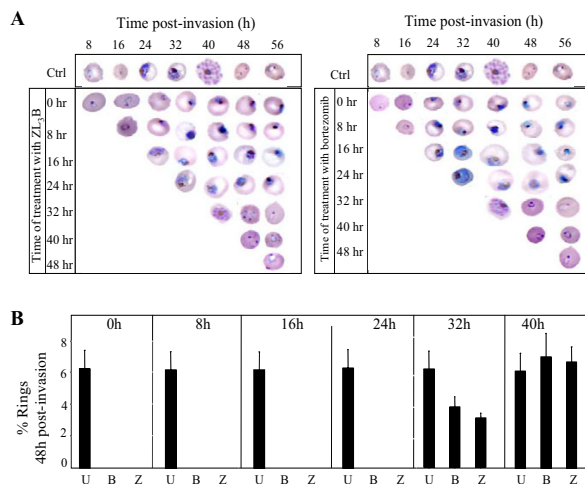 A
Time post-invasion (h)
8 16 24 32 40 48 56
Ctrl
Time of treatment with ZL₃B
0 hr
8 hr
16 hr
24 hr
32 hr
40 hr
48 hr
Time post-invasion (h)
8 16 24 32 40 48 56
Ctrl
Time of treatment with bortezomib
0 hr
8 hr
16 hr
24 hr
32 hr
40 hr
48 hr
B
% Rings
48h post-invasion
8
6
4
2
0
0h 8h 16h 24h 32h 40h
U B Z U B Z U B Z U B Z U B Z U B Z